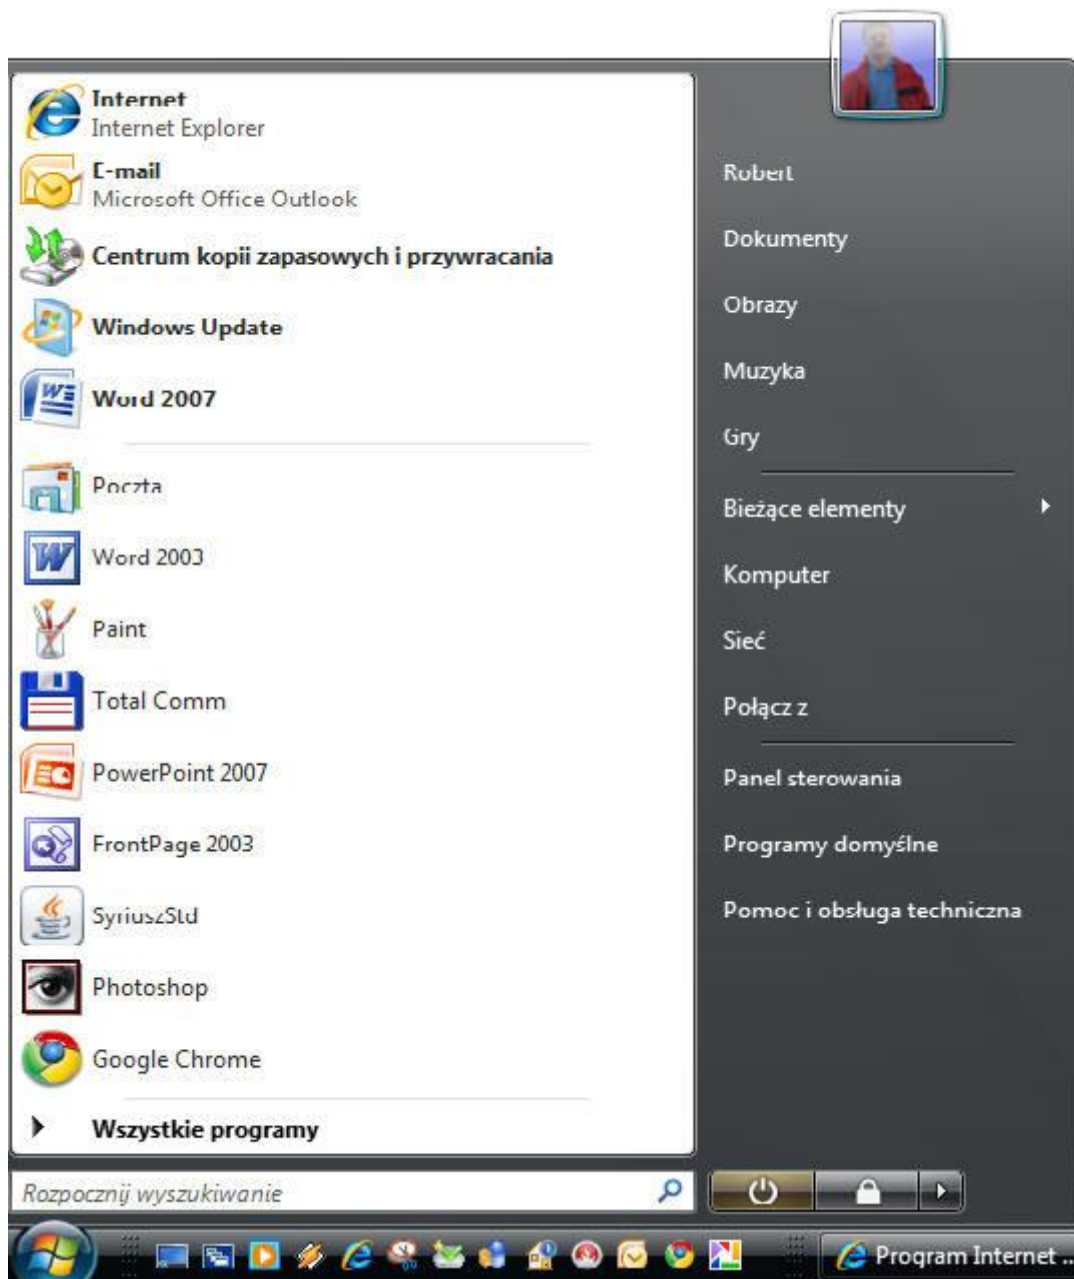 Internet
Internet Explorer
E-mail
Microsoft Office Outlook
Centrum kopii zapasowych i przywracania
Windows Update
Word 2007
Poczta
Word 2003
Paint
Total Comm
PowerPoint 2007
FrontPage 2003
SyriuszStd
Photoshop
Google Chrome
Wszystkie programy
Rozpocznij wyszukiwanie
Robert
Dokumenty
Obrazy
Muzyka
Gry
Bieżące elementy
Komputer
Sieć
Połącz z
Panel sterowania
Programy domyślne
Pomoc i obsługa techniczna
Program Internet ...